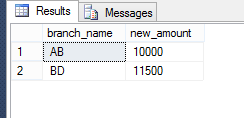 Results Messages
branch_name new_amount
1 AB 10000
2 BD 11500